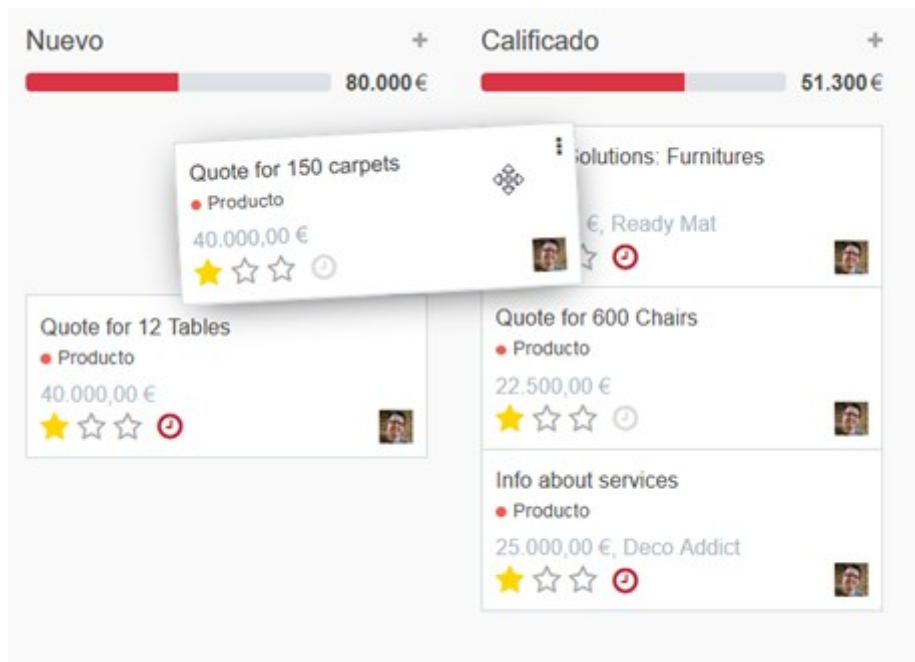 Nuevo +
80.000 €
Quote for 150 carpets
Producto
40.000,00 €
Quote for 12 Tables
Producto
40.000,00 €
Calificado +
51.300 €
Solutions: Furnitures
€, Ready Mat
Quote for 600 Chairs
Producto
22.500,00 €
Info about services
Producto
25.000,00 €, Deco Addict